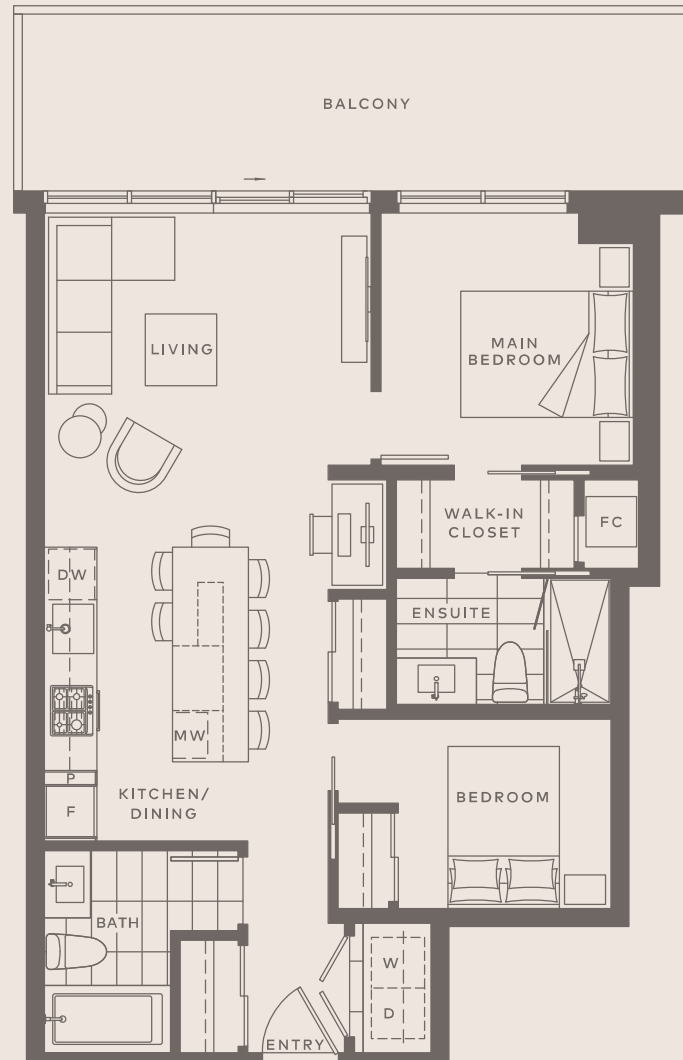 BALCONY
LIVING
MAIN
BEDROOM
WALK-IN
CLOSET
FC
DW
ENSUITE
MW
P
F
KITCHEN/
DINING
BEDROOM
BATH
W
D
ENTRY